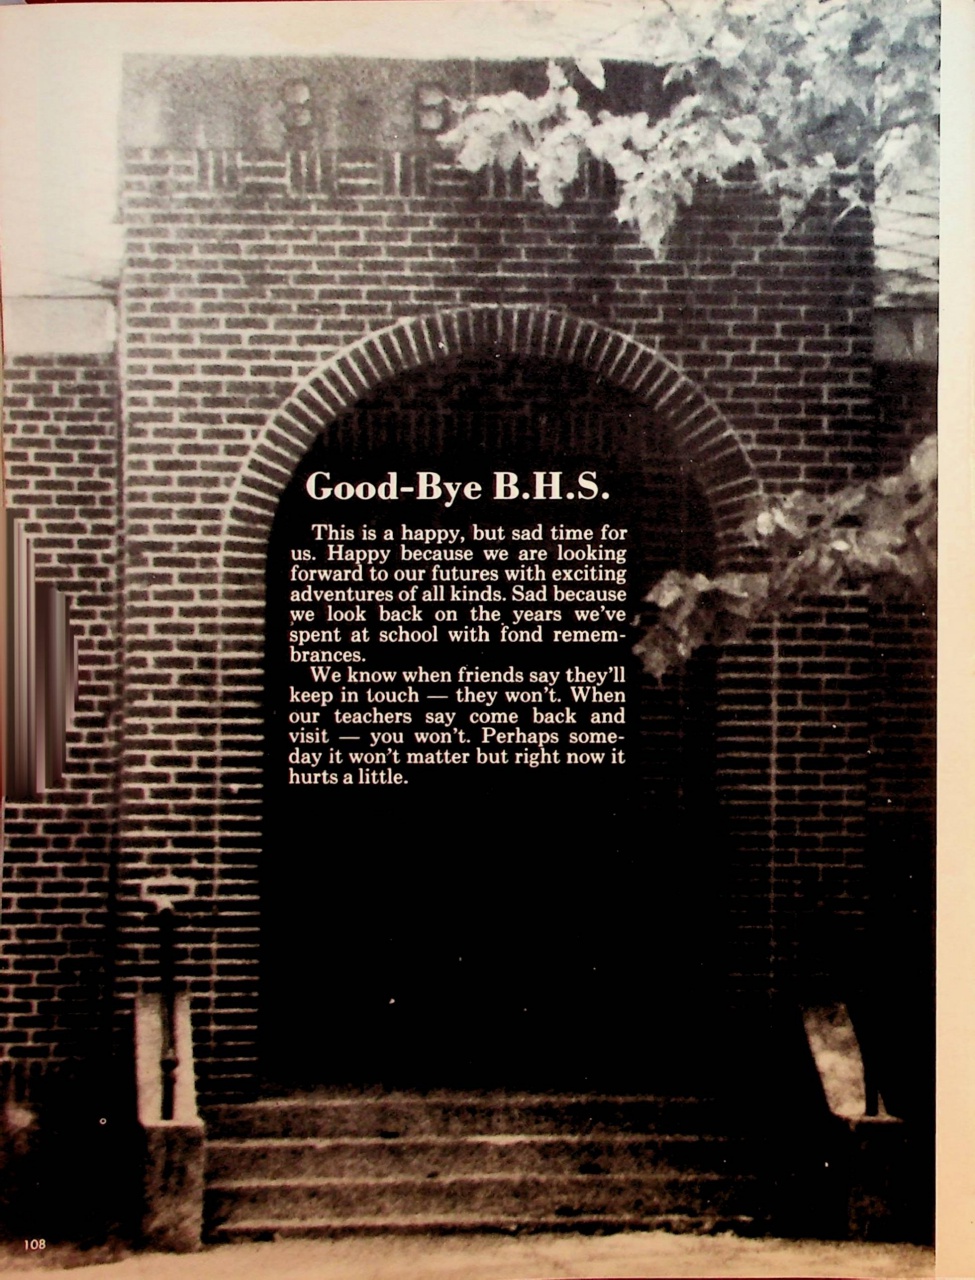 Good-Bye B.H.S.
This is a happy, but sad time for
us. Happy because we are looking
forward to our futures with exciting
adventures of all kinds. Sad because
we look back on the years we've
spent at school with fond remem-
brances.
We know when friends say they'll
keep in touch — they won't. When
our teachers say come back and
visit — you won't. Perhaps some-
day it won't matter but right now it
hurts a little.
108